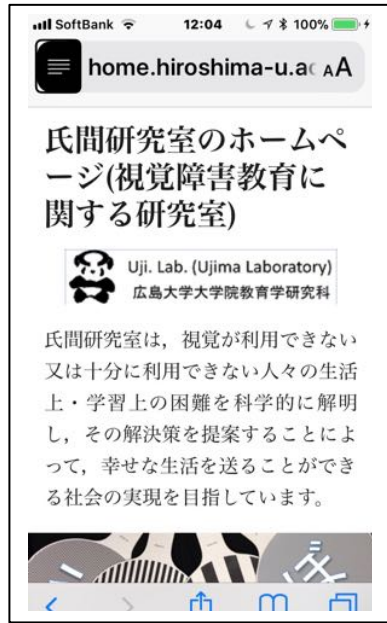 SoftBank 12:04 100%
home.hiroshima-u.ac AA
氏間研究室のホームペ
ージ(視覚障害教育に
関する研究室)
Uji. Lab. (Ujima Laboratory)
広島大学大学院教育学研究科
氏間研究室は，視覚が利用できない
又は十分に利用できない人々の生活
上・学習上の困難を科学的に解明
し，その解決策を提案することによ
って，幸せな生活を送ることができ
る社会の実現を目指しています。